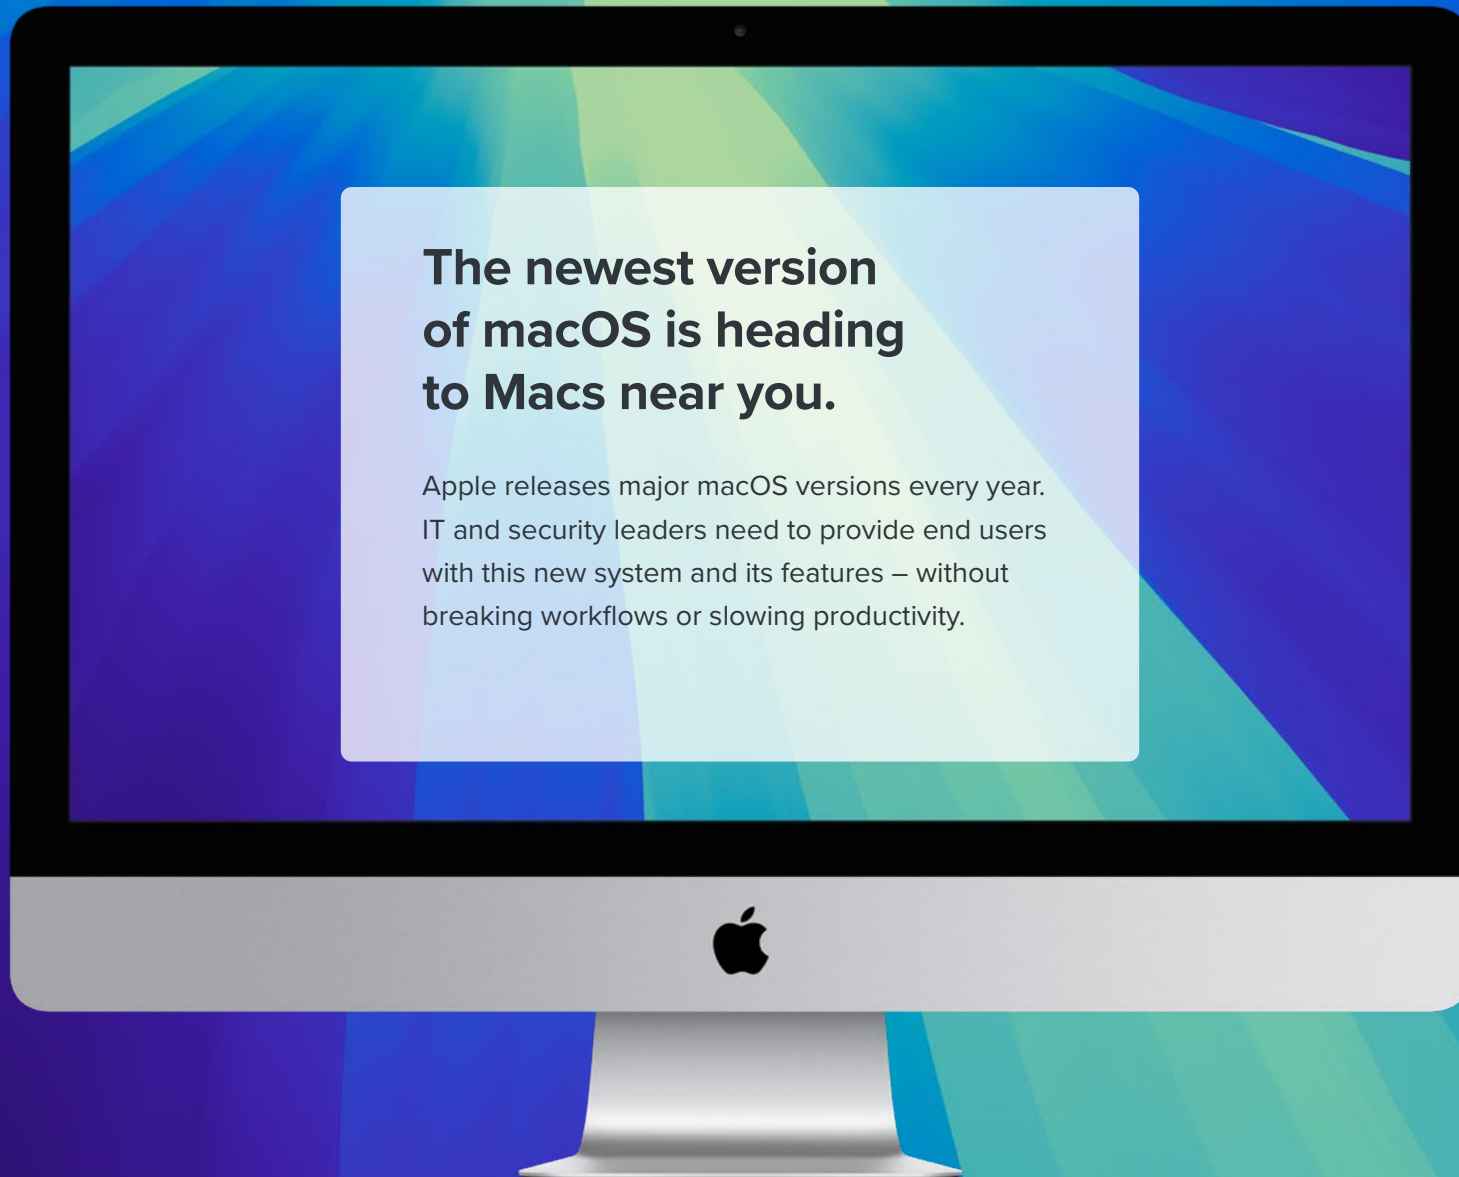 The newest version
of macOS is heading
to Macs near you.
Apple releases major macOS versions every year.
IT and security leaders need to provide end users
with this new system and its features – without
breaking workflows or slowing productivity.